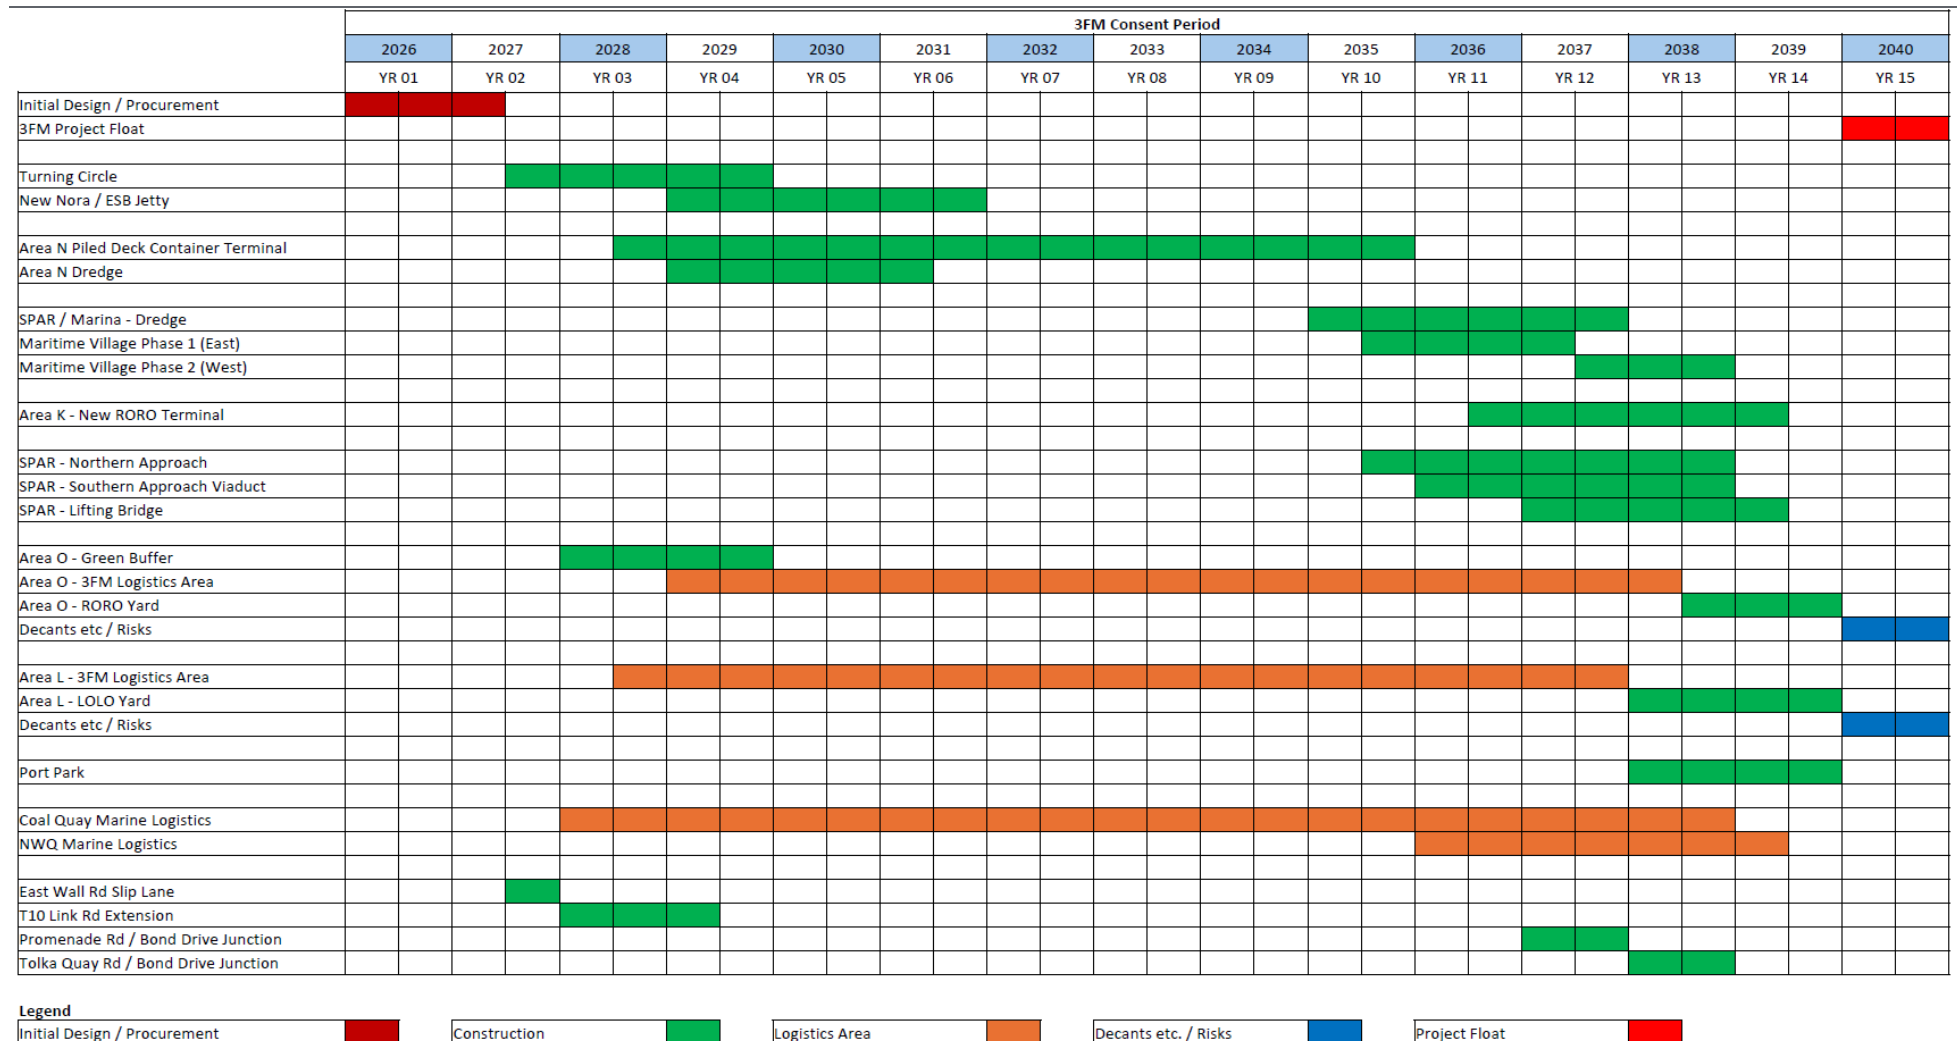 3FM Consent Period
2026 2027 2028 2029 2030 2031 2032 2033 2034 2035 2036 2037 2038 2039 2040
YR 01 YR 02 YR 03 YR 04 YR 05 YR 06 YR 07 YR 08 YR 09 YR 10 YR 11 YR 12 YR 13 YR 14 YR 15
Initial Design / Procurement
3FM Project Float
Turning Circle
New Nora / ESB Jetty
Area N Piled Deck Container Terminal
Area N Dredge
SPAR / Marina - Dredge
Maritime Village Phase 1 (East)
Maritime Village Phase 2 (West)
Area K - New RORO Terminal
SPAR - Northern Approach
SPAR - Southern Approach Viaduct
SPAR - Lifting Bridge
Area O - Green Buffer
Area O - 3FM Logistics Area
Area O - RORO Yard
Decants etc / Risks
Area L - 3FM Logistics Area
Area L - LOLO Yard
Decants etc / Risks
Port Park
Coal Quay Marine Logistics
NWQ Marine Logistics
East Wall Rd Slip Lane
T10 Link Rd Extension
Promenade Rd / Bond Drive Junction
Tolka Quay Rd / Bond Drive Junction
Legend
Initial Design / Procurement Construction Logistics Area Decants etc. / Risks Project Float